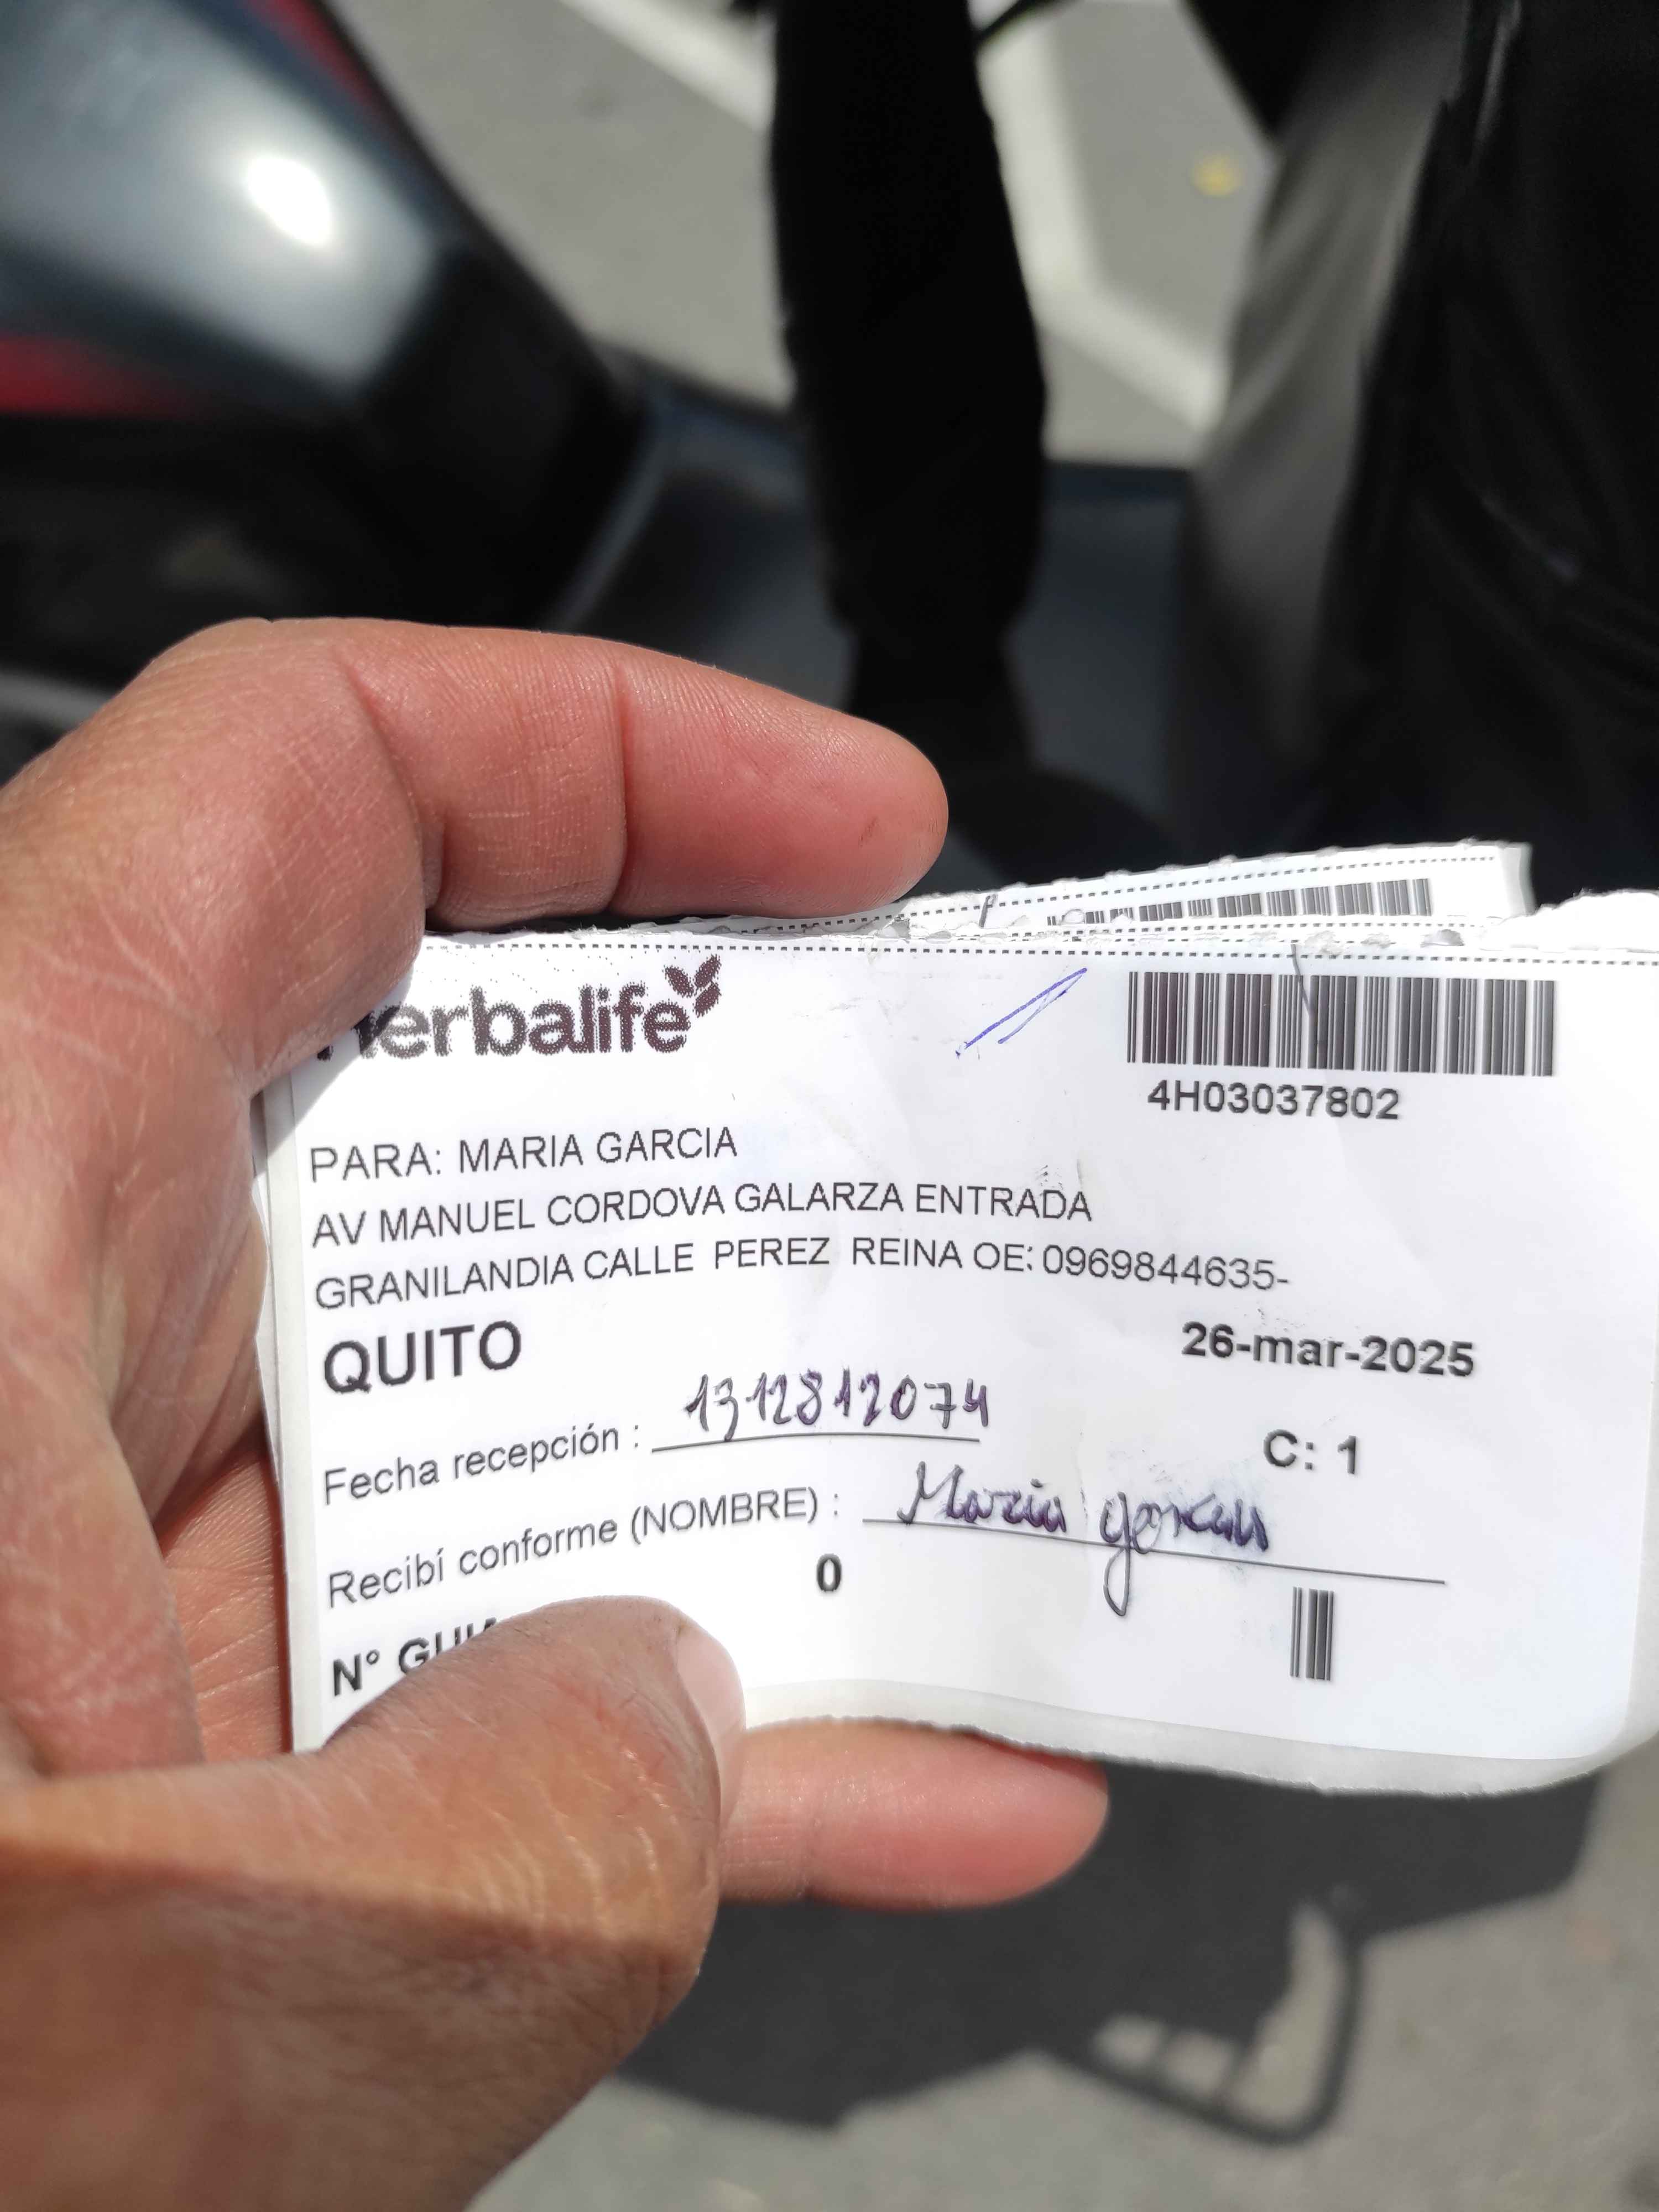 herbalife
4H03037802
PARA: MARIA GARCIA
AV MANUEL CORDOVA GALARZA ENTRADA
GRANILANDIA CALLE PEREZ REINA OE: 0969844635-
QUITO
26-mar-2025
Fecha recepción : 1312812074
C: 1
Recibí conforme (NOMBRE) : Maria
0
N°